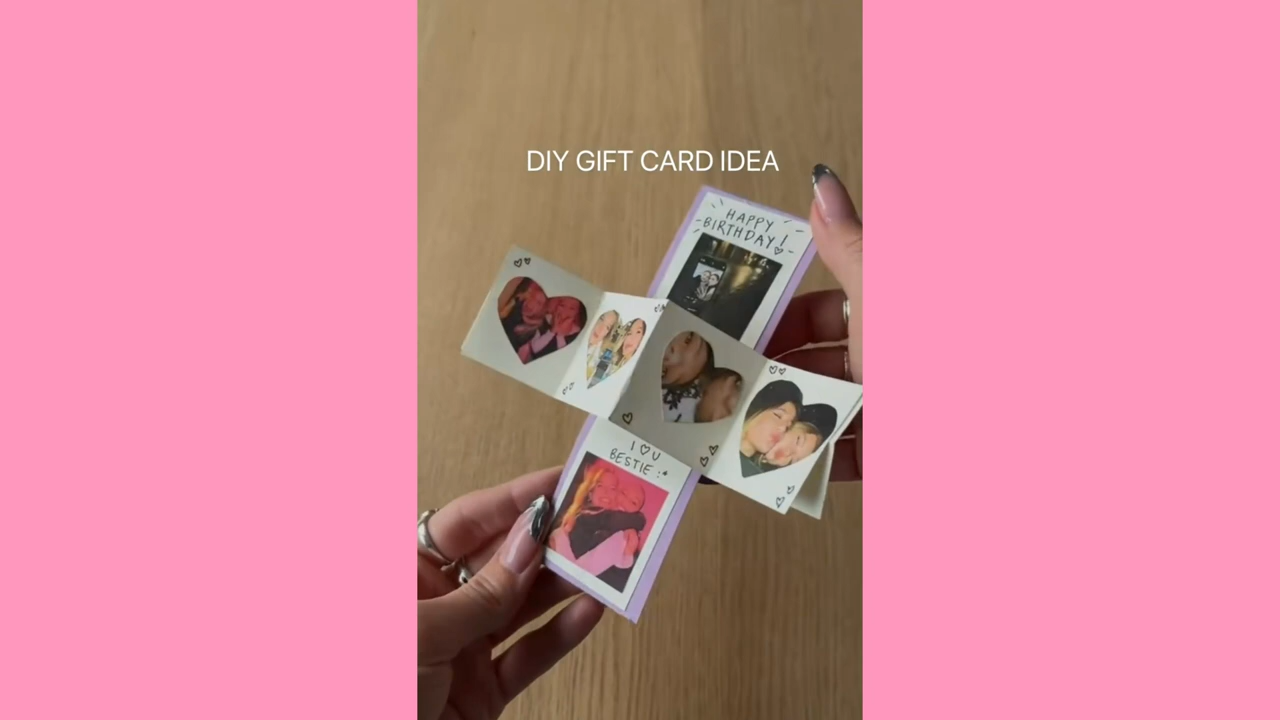 DIY GIFT CARD IDEA
HAPPY
BIRTHDAY!
I ♡ U
BESTIE :*